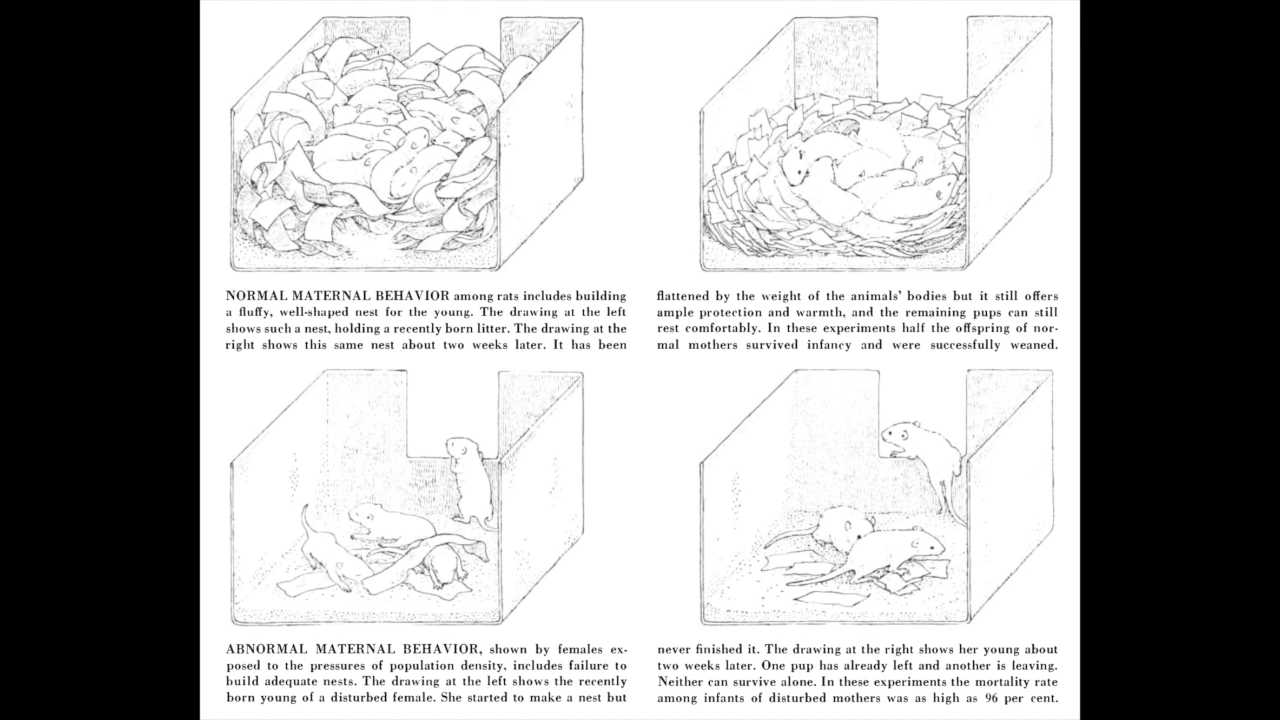 NORMAL MATERNAL BEHAVIOR among rats includes building
a fluffy, well-shaped nest for the young. The drawing at the left
shows such a nest, holding a recently born litter. The drawing at the
right shows this same nest about two weeks later. It has been
flattened by the weight of the animals' bodies but it still offers
ample protection and warmth, and the remaining pups can still
rest comfortably. In these experiments half the offspring of nor-
mal mothers survived infancy and were successfully weaned.
ABNORMAL MATERNAL BEHAVIOR, shown by females ex-
posed to the pressures of population density, includes failure to
build adequate nests. The drawing at the left shows the recently
born young of a disturbed female. She started to make a nest but
never finished it. The drawing at the right shows her young about
two weeks later. One pup has already left and another is leaving.
Neither can survive alone. In these experiments the mortality rate
among infants of disturbed mothers was as high as 96 per cent.